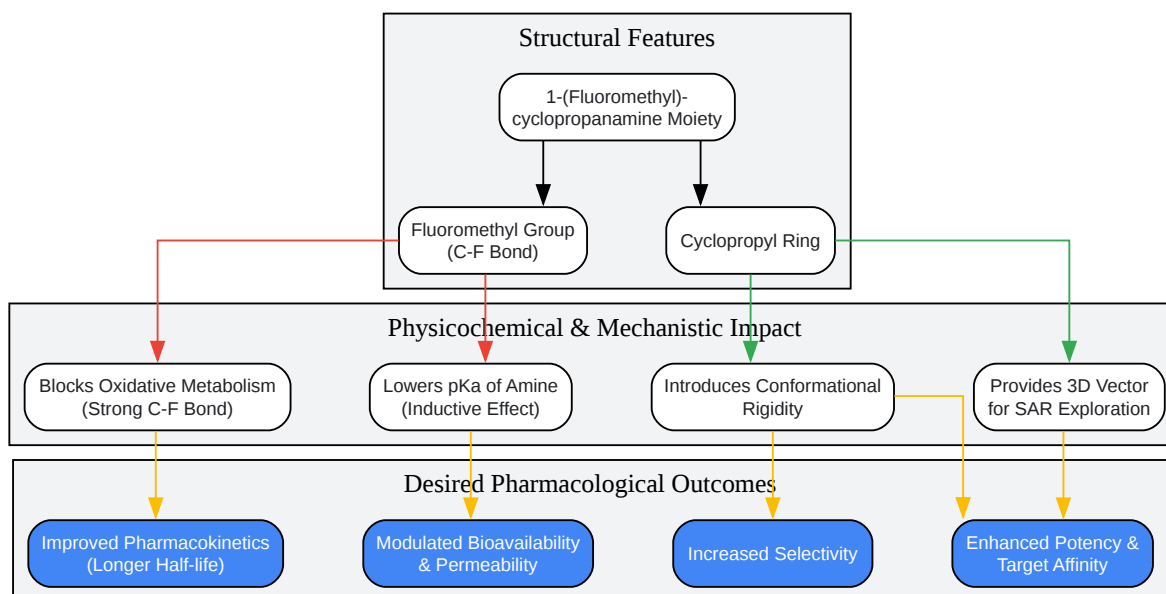 Structural Features
1-(Fluoromethyl)-
cyclopropanamine Moiety
Fluoromethyl Group
(C-F Bond)
Cyclopropyl Ring
Physicochemical & Mechanistic Impact
Blocks Oxidative Metabolism
(Strong C-F Bond)
Lowers pKa of Amine
(Inductive Effect)
Introduces Conformational
Rigidity
Provides 3D Vector
for SAR Exploration
Desired Pharmacological Outcomes
Improved Pharmacokinetics
(Longer Half-life)
Modulated Bioavailability
& Permeability
Increased Selectivity
Enhanced Potency &
Target Affinity